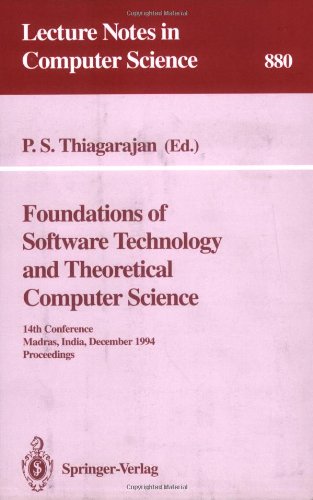 Lecture Notes in
Computer Science 880
P. S. Thiagarajan (Ed.)
Foundations of
Software Technology
and Theoretical
Computer Science
14th Conference
Madras, India, December 1994
Proceedings
Springer-Verlag